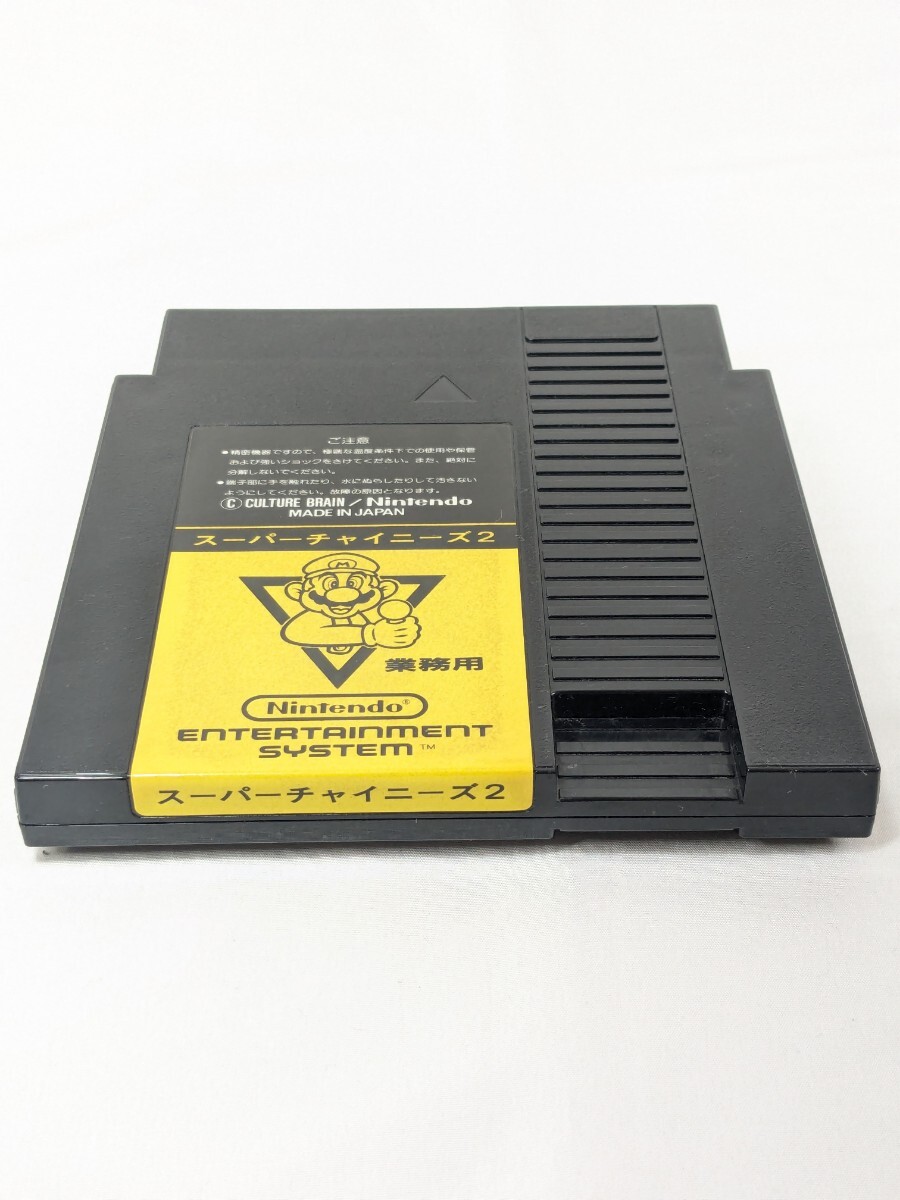 ご注意
●精密機器ですので、極端な温度条件下での使用や保管
および強いショックをさけてください。また、絶対に
分解しないでください。
●端子部に手を触れたり、水にぬらしたりして汚さない
ようにしてください。故障の原因となります。
Ⓒ CULTURE BRAIN / Nintendo
MADE IN JAPAN
スーパーチャイニーズ2
M
業務用
Nintendo®
ENTERTAINMENT
SYSTEM™
スーパーチャイニーズ2